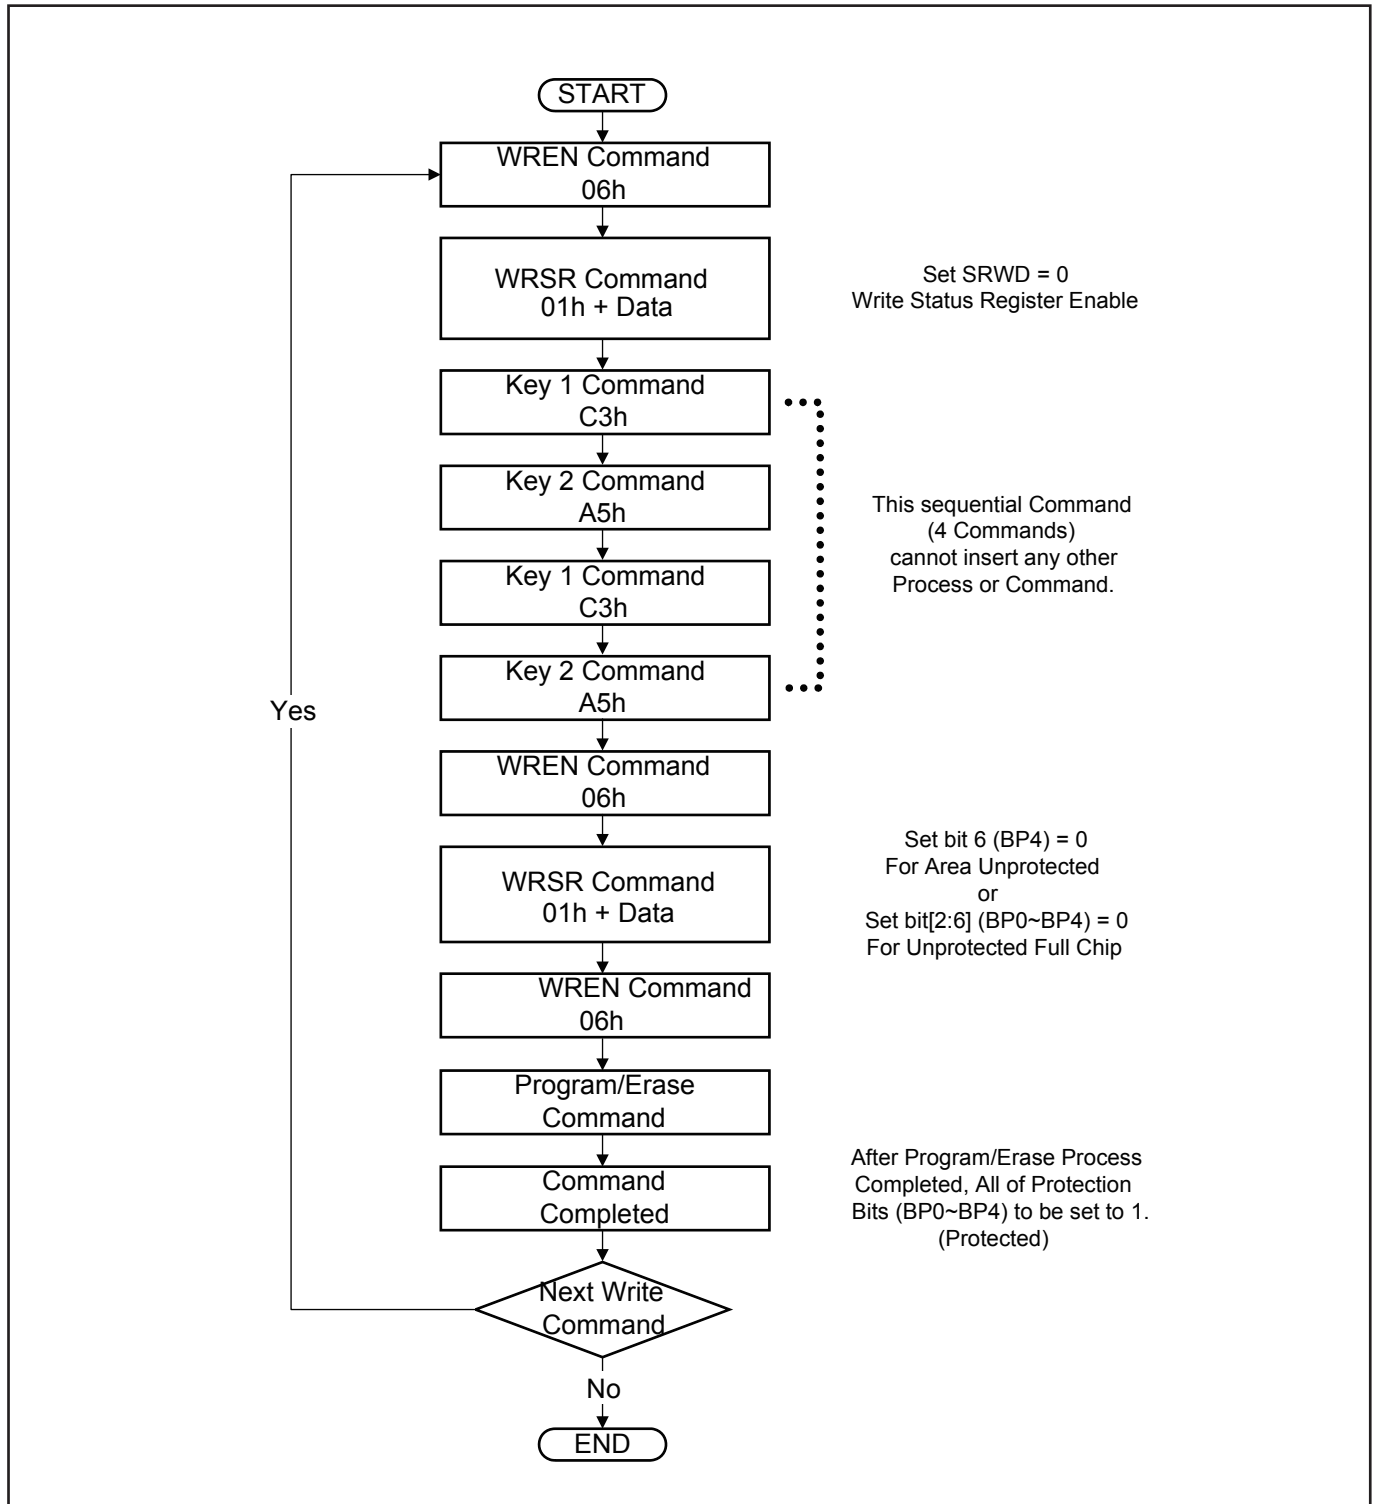 START
WREN Command
06h
WRSR Command
01h + Data
Set SRWD = 0
Write Status Register Enable
Key 1 Command
C3h
Key 2 Command
A5h
Key 1 Command
C3h
Key 2 Command
A5h
This sequential Command
(4 Commands)
cannot insert any other
Process or Command.
Yes
WREN Command
06h
WRSR Command
01h + Data
Set bit 6 (BP4) = 0
For Area Unprotected
or
Set bit[2:6] (BP0~BP4) = 0
For Unprotected Full Chip
WREN Command
06h
Program/Erase
Command
Command
Completed
After Program/Erase Process
Completed, All of Protection
Bits (BP0~BP4) to be set to 1.
(Protected)
Next Write
Command
No
END